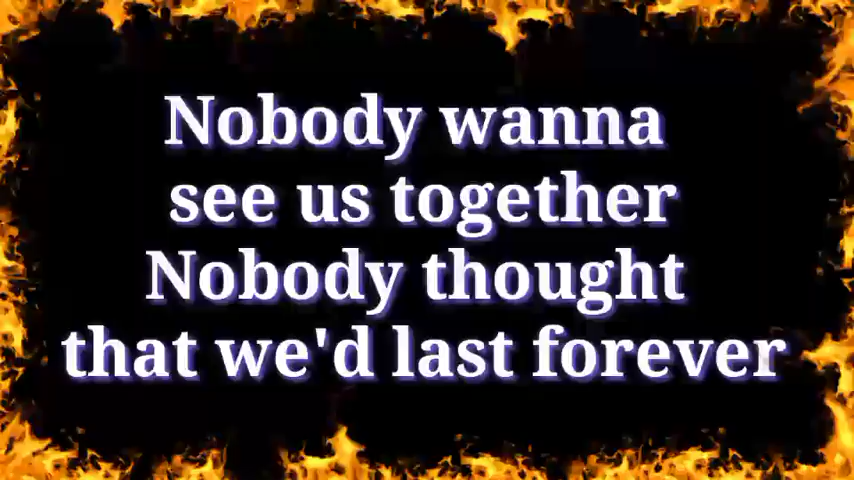 Nobody wanna
see us together
Nobody thought
that we'd last forever